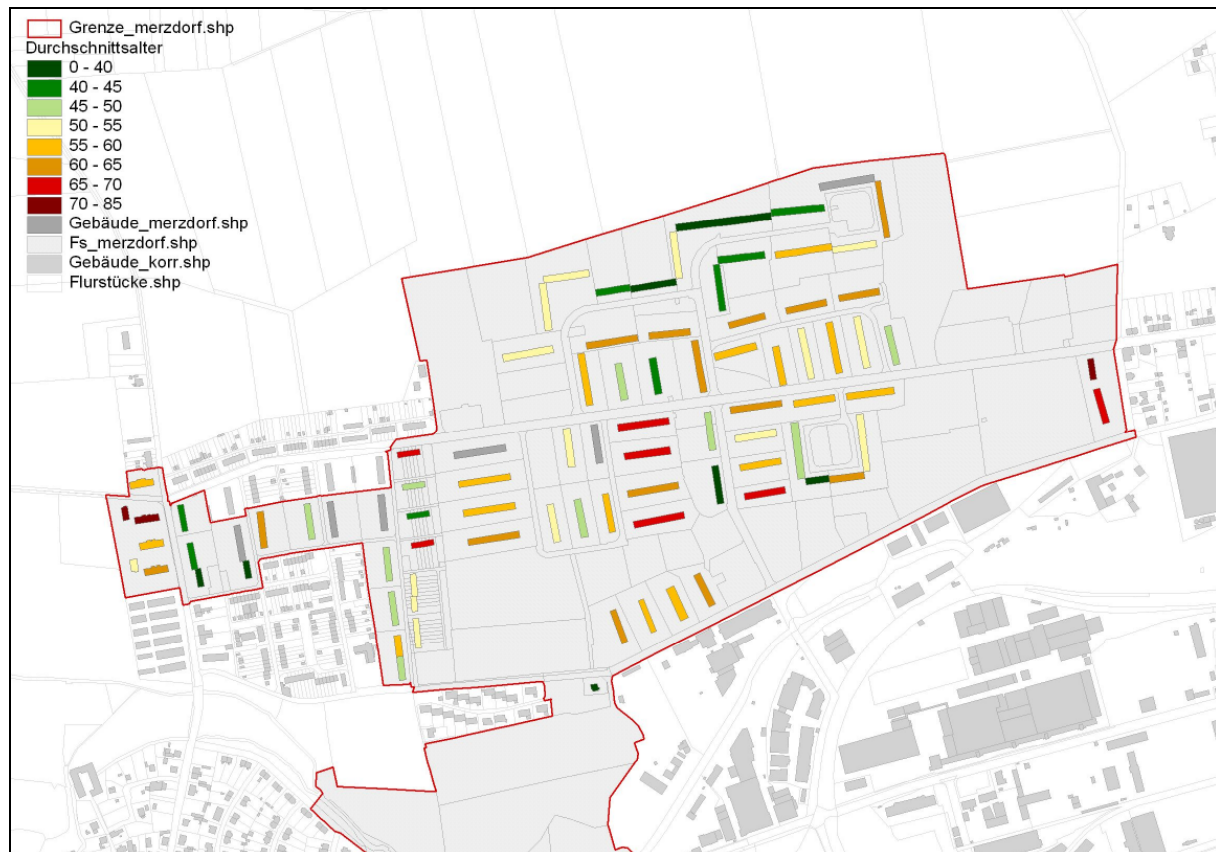 Grenze_merzdorf.shp
Durchschnittsalter
0 - 40
40 - 45
45 - 50
50 - 55
55 - 60
60 - 65
65 - 70
70 - 85
Gebäude_merzdorf.shp
Fs_merzdorf.shp
Gebäude_korr.shp
Flurstücke.shp